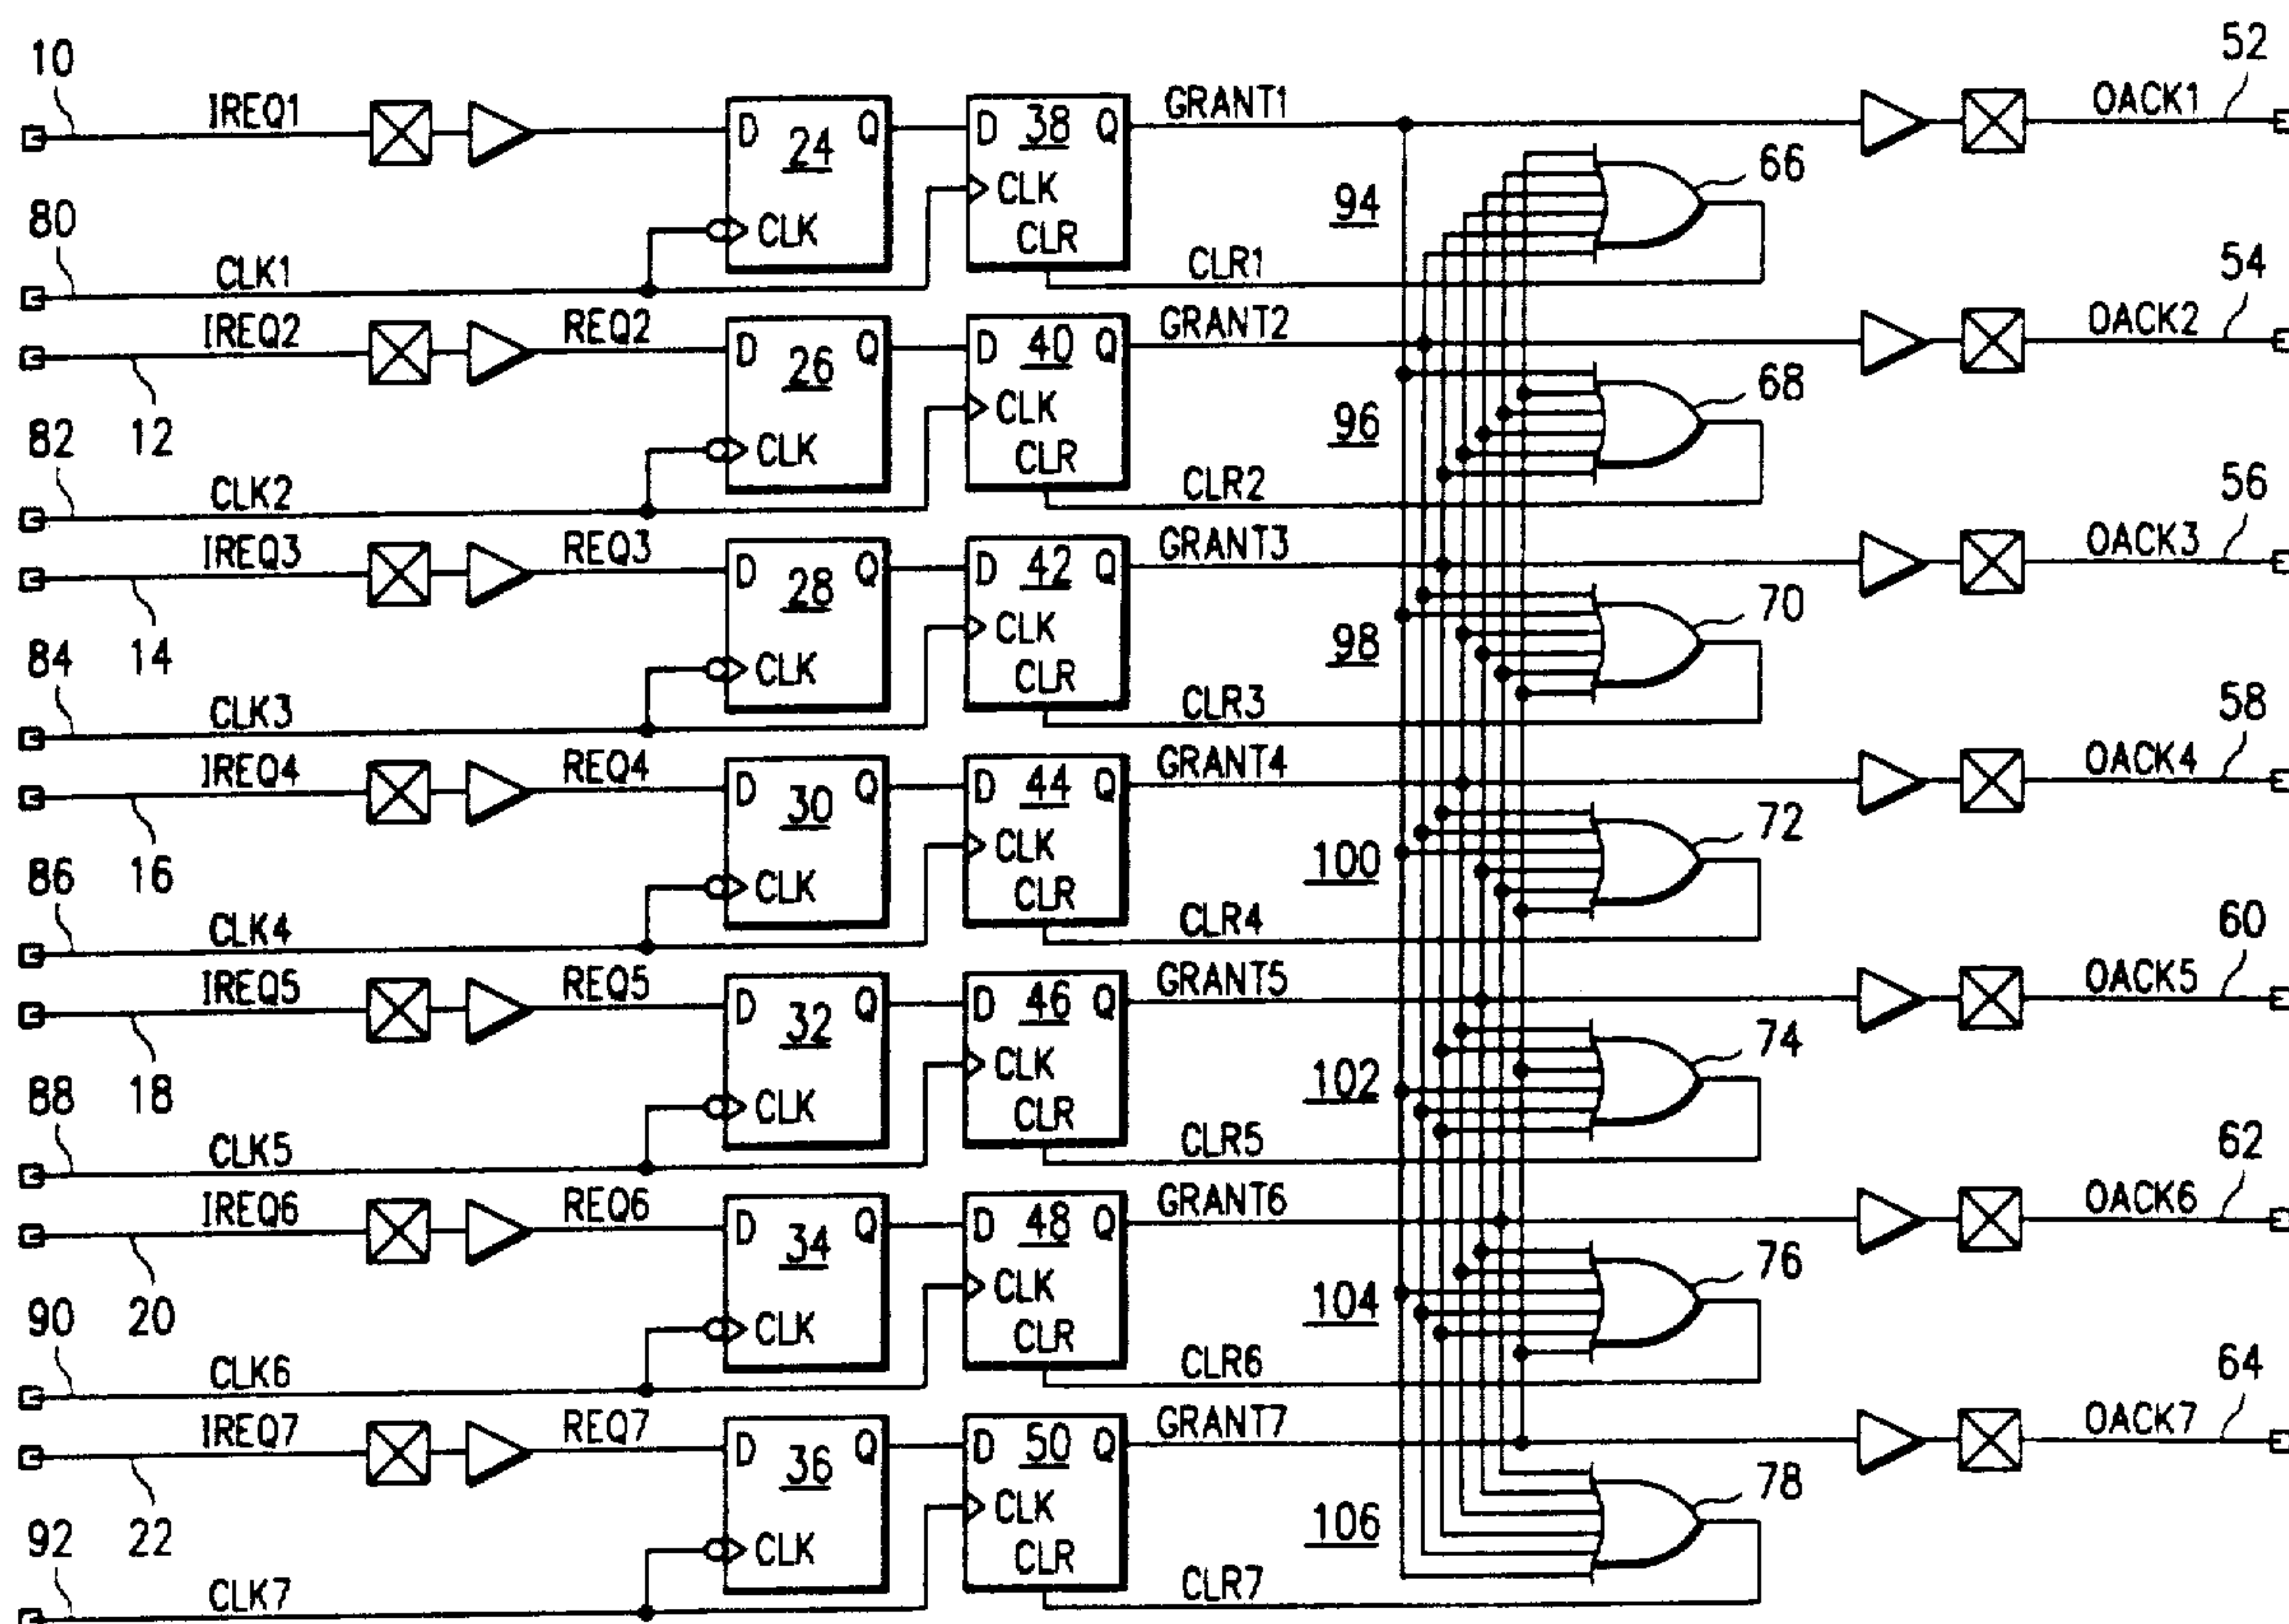 10 IREQ1 D 24 Q D 38 Q GRANT1 OACK1 52
CLK CLK 94 66
80 CLK1 CLR CLR1
IREQ2 REQ2 D 26 Q D 40 Q GRANT2 OACK2 54
12 CLK CLK 96 68
82 CLK2 CLR CLR2
IREQ3 REQ3 D 28 Q D 42 Q GRANT3 OACK3 56
14 CLK CLK 98 70
84 CLK3 CLR CLR3
IREQ4 REQ4 D 30 Q D 44 Q GRANT4 OACK4 58
16 CLK CLK 100 72
86 CLK4 CLR CLR4
IREQ5 REQ5 D 32 Q D 46 Q GRANT5 OACK5 60
18 CLK CLK 102 74
88 CLK5 CLR CLR5
IREQ6 REQ6 D 34 Q D 48 Q GRANT6 OACK6 62
20 CLK CLK 104 76
90 CLK6 CLR CLR6
IREQ7 REQ7 D 36 Q D 50 Q GRANT7 OACK7 64
22 CLK CLK 106 78
92 CLK7 CLR CLR7